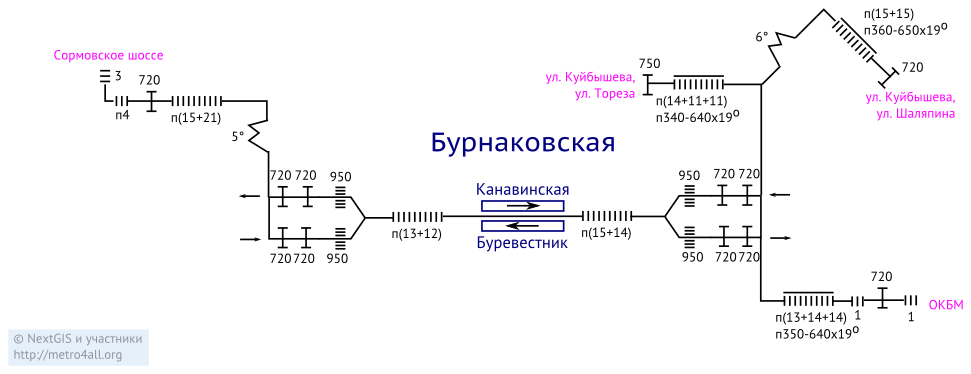 п(15+15)
п360-650х19°
6°
720
ул. Куйбышева,
ул. Шаляпина
Сормовское шоссе
3
720
п4
п(15+21)
5°
750
ул. Куйбышева,
ул. Тореза
п(14+11+11)
п340-640х19°
Бурнаковская
720 720 950
950 720 720
Канавинская
п(13+12)
п(15+14)
Буревестник
720 720 950
950 720 720
720
п(13+14+14) 1
1
ОКБМ
п350-640х19°
© NextGIS и участники
http://metro4all.org